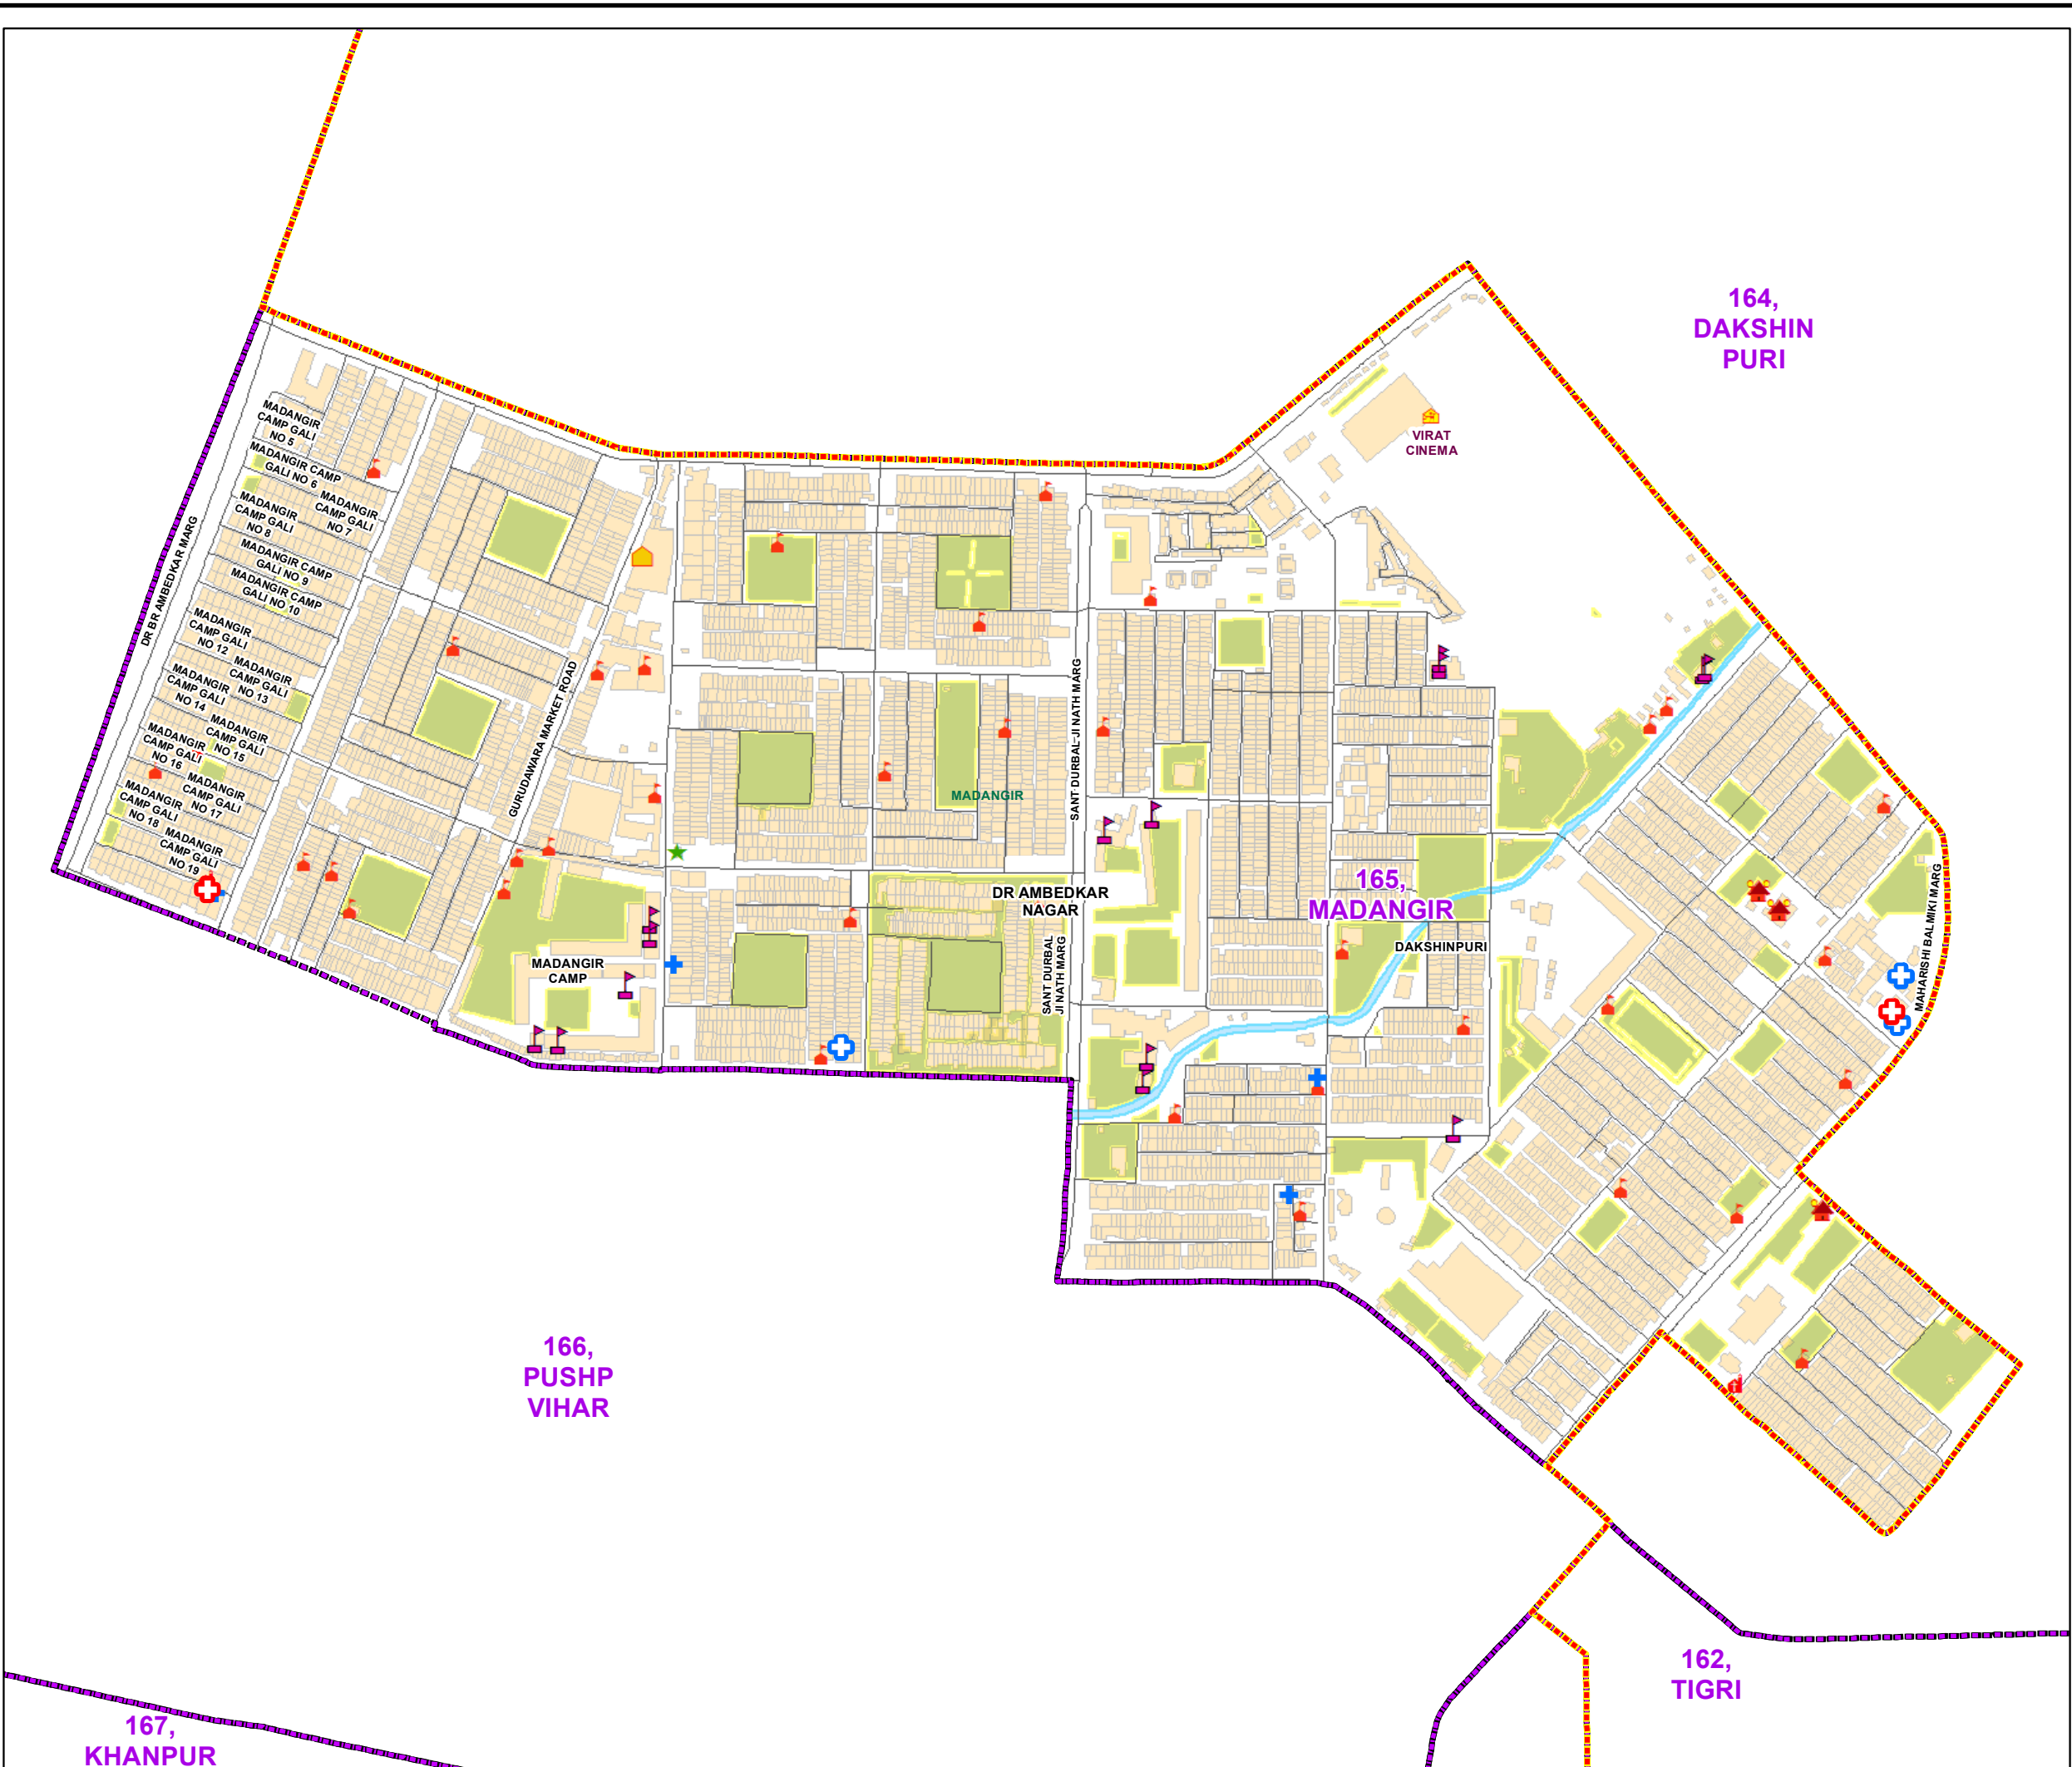 164,
DAKSHIN
PURI
VIRAT
CINEMA
MADANGIR
CAMP GALI
NO 5
MADANGIR CAMP
GALI NO 6
MADANGIR
CAMP GALI
NO 7
MADANGIR
CAMP GALI
NO 8
MADANGIR CAMP
GALI NO 9
MADANGIR CAMP
GALI NO 10
MADANGIR
CAMP GALI
NO 12
MADANGIR
CAMP GALI
NO 13
MADANGIR
CAMP GALI
NO 14
MADANGIR
CAMP GALI
NO 15
MADANGIR
CAMP GALI
NO 16
MADANGIR
CAMP GALI
NO 17
MADANGIR
CAMP GALI
NO 18
MADANGIR
CAMP GALI
NO 19
DR BR AMBEDKAR MARG
GURUDAWARA MARKET ROAD
SANT DURBAL JI NATH MARG
MADANGIR
DR AMBEDKAR
NAGAR
165,
MADANGIR
DAKSHINPURI
MADANGIR
CAMP
SANT DURBAL
JI NATH MARG
MAHARISHI BALMIKI MARG
166,
PUSHP
VIHAR
162,
TIGRI
167,
KHANPUR